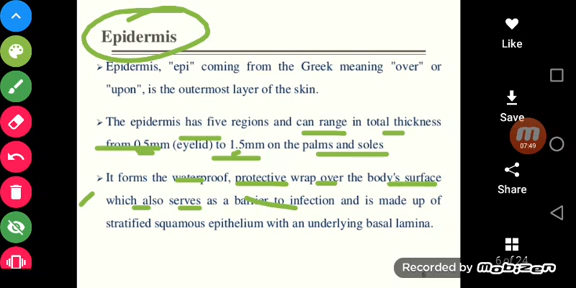 Epidermis
➢Epidermis, "epi" coming from the Greek meaning "over" or
"upon", is the outermost layer of the skin.
➢The epidermis has five regions and can range in total thickness
from 0.5mm (eyelid) to 1.5mm on the palms and soles
➢It forms the waterproof, protective wrap over the body's surface
which also serves as a barrier to infection and is made up of
stratified squamous epithelium with an underlying basal lamina.
Like
Save
07:49
Share
6 of 24
Recorded by mobizen